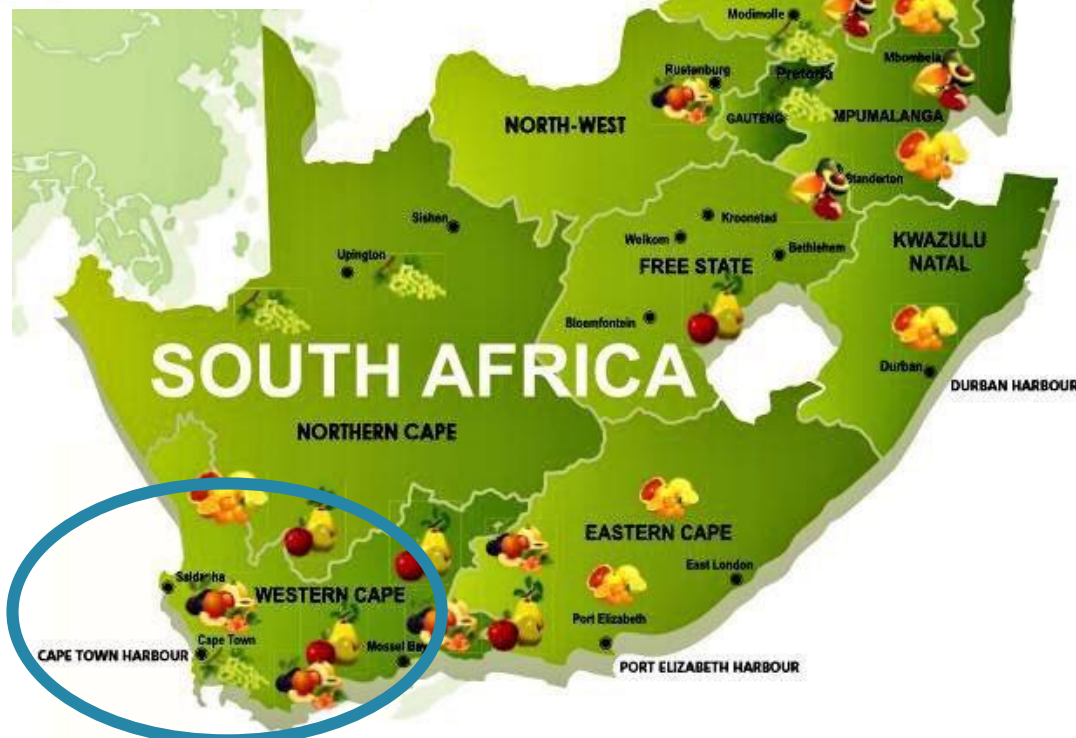 Modimolle
Mbombela
Rustenburg
Pretoria
NORTH-WEST
GAUTENG
MPUMALANGA
Standerton
Sishen
Kroonstad
Welkom
Bethlehem
KWAZULU
NATAL
Upington
FREE STATE
Bloemfontein
SOUTH AFRICA
Durban
DURBAN HARBOUR
NORTHERN CAPE
EASTERN CAPE
East London
Saldanha
WESTERN CAPE
Port Elizabeth
Cape Town
Mossel Bay
CAPE TOWN HARBOUR
PORT ELIZABETH HARBOUR